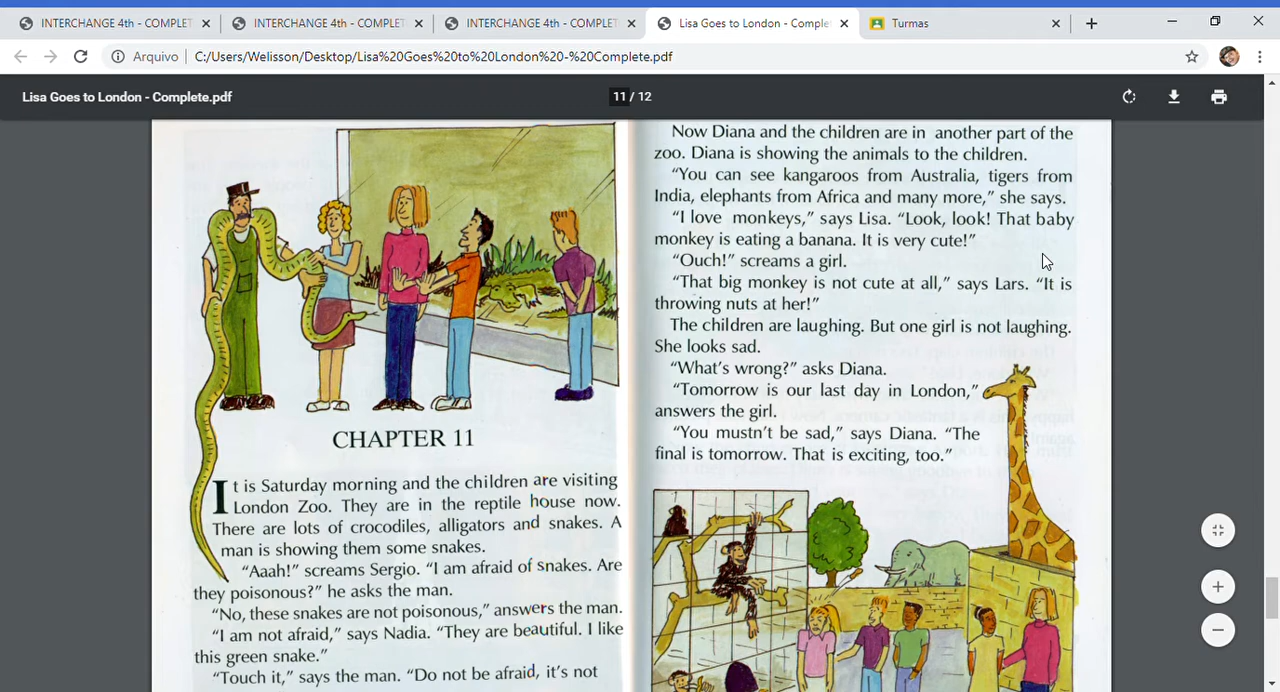 INTERCHANGE 4th - COMPLET
INTERCHANGE 4th - COMPLET
INTERCHANGE 4th - COMPLET
Lisa Goes to London - Comple
Turmas
Arquivo
C:/Users/Welisson/Desktop/Lisa%20Goes%20to%20London%20-%20Complete.pdf
Lisa Goes to London - Complete.pdf
11 / 12
CHAPTER 11
It is Saturday morning and the children are visiting
London Zoo. They are in the reptile house now.
There are lots of crocodiles, alligators and snakes. A
man is showing them some snakes.
“Aaah!” screams Sergio. “I am afraid of snakes. Are
they poisonous?” he asks the man.
“No, these snakes are not poisonous,” answers the man.
“I am not afraid,” says Nadia. “They are beautiful. I like
this green snake.”
“Touch it,” says the man. “Do not be afraid, it’s not
Now Diana and the children are in another part of the
zoo. Diana is showing the animals to the children.
“You can see kangaroos from Australia, tigers from
India, elephants from Africa and many more,” she says.
“I love monkeys,” says Lisa. “Look, look! That baby
monkey is eating a banana. It is very cute!”
“Ouch!” screams a girl.
“That big monkey is not cute at all,” says Lars. “It is
throwing nuts at her!”
The children are laughing. But one girl is not laughing.
She looks sad.
“What’s wrong?” asks Diana.
“Tomorrow is our last day in London,”
answers the girl.
“You mustn’t be sad,” says Diana. “The
final is tomorrow. That is exciting, too.”